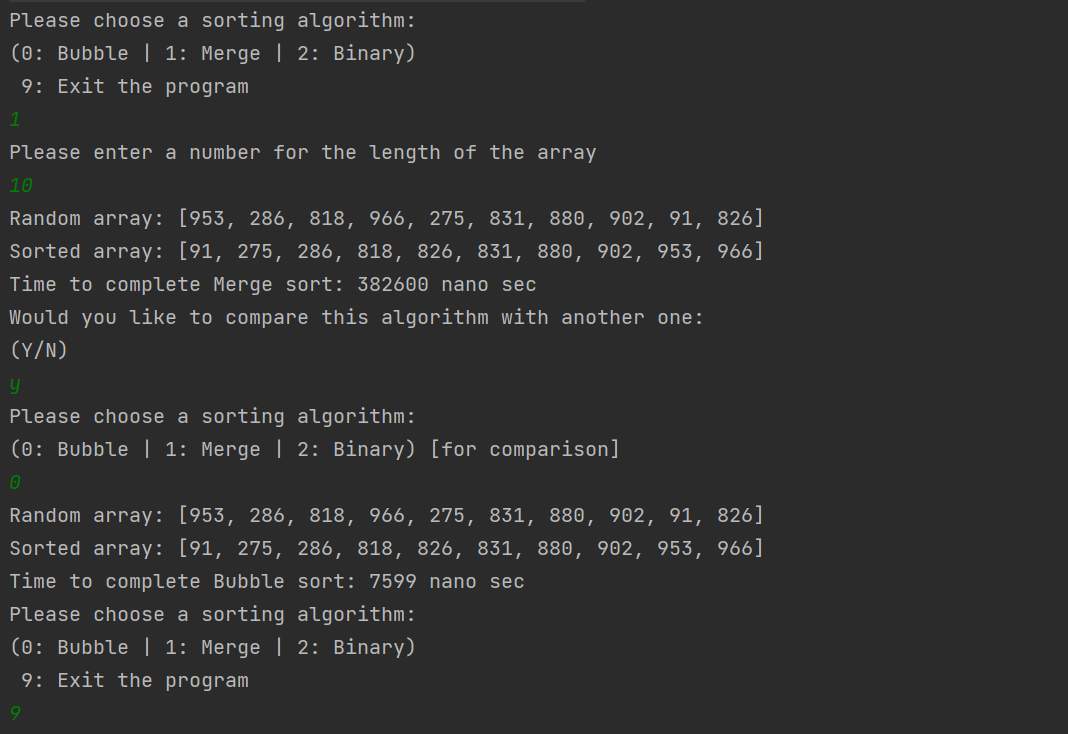 Please choose a sorting algorithm:
(0: Bubble | 1: Merge | 2: Binary)
 9: Exit the program
1
Please enter a number for the length of the array
10
Random array: [953, 286, 818, 966, 275, 831, 880, 902, 91, 826]
Sorted array: [91, 275, 286, 818, 826, 831, 880, 902, 953, 966]
Time to complete Merge sort: 382600 nano sec
Would you like to compare this algorithm with another one:
(Y/N)
y
Please choose a sorting algorithm:
(0: Bubble | 1: Merge | 2: Binary) [for comparison]
0
Random array: [953, 286, 818, 966, 275, 831, 880, 902, 91, 826]
Sorted array: [91, 275, 286, 818, 826, 831, 880, 902, 953, 966]
Time to complete Bubble sort: 7599 nano sec
Please choose a sorting algorithm:
(0: Bubble | 1: Merge | 2: Binary)
 9: Exit the program
9